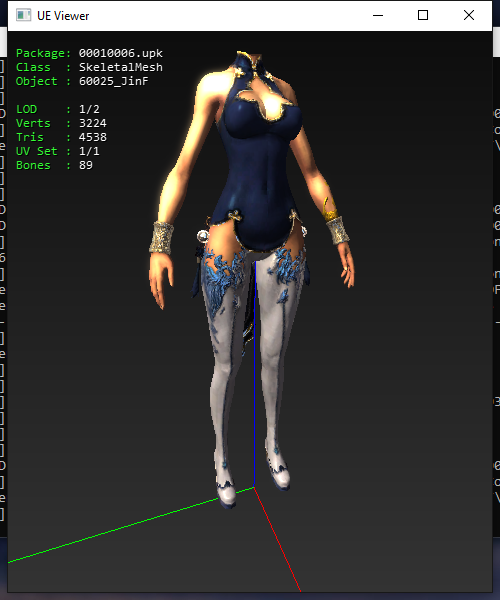 UE Viewer
Package: 00010006.upk
Class  : SkeletalMesh
Object : 60025_JinF
LOD    : 1/2
Verts  : 3224
Tris   : 4538
UV Set : 1/1
Bones  : 89